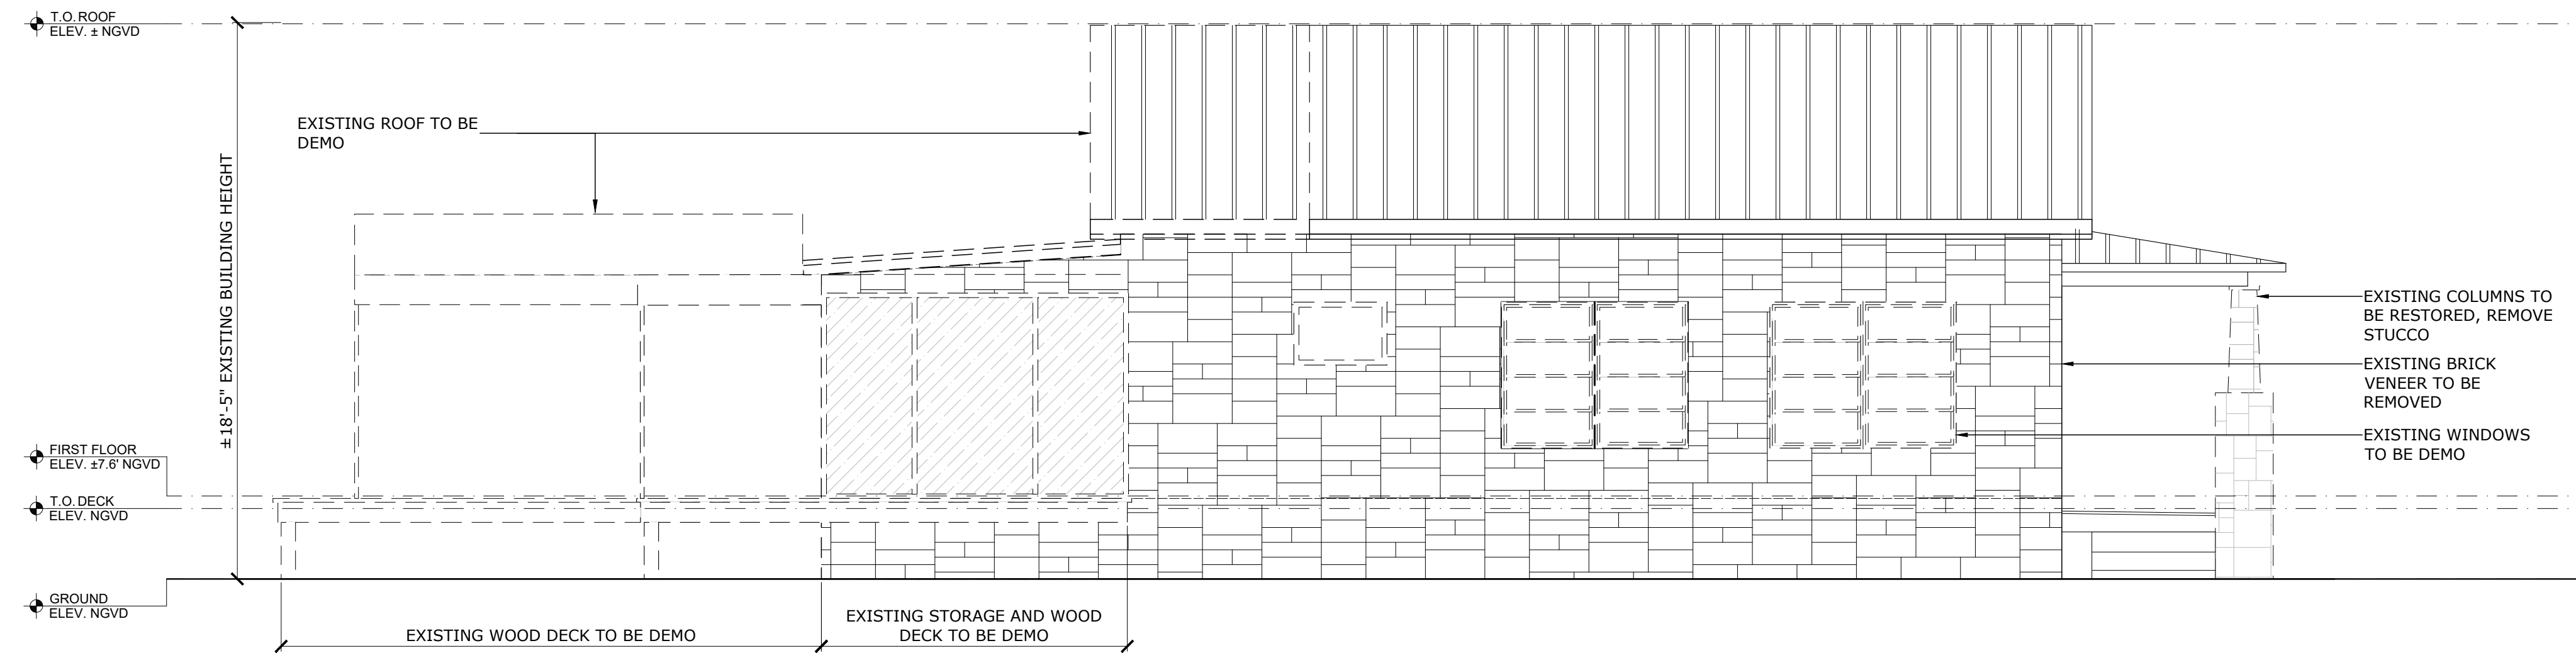 T.O. ROOF
ELEV. ± NGVD
EXISTING ROOF TO BE
DEMO
±18'-5" EXISTING BUILDING HEIGHT
EXISTING COLUMNS TO
BE RESTORED, REMOVE
STUCCO
EXISTING BRICK
VENEER TO BE
REMOVED
EXISTING WINDOWS
TO BE DEMO
FIRST FLOOR
ELEV. ±7.6' NGVD
T.O. DECK
ELEV. NGVD
GROUND
ELEV. NGVD
EXISTING WOOD DECK TO BE DEMO
EXISTING STORAGE AND WOOD
DECK TO BE DEMO